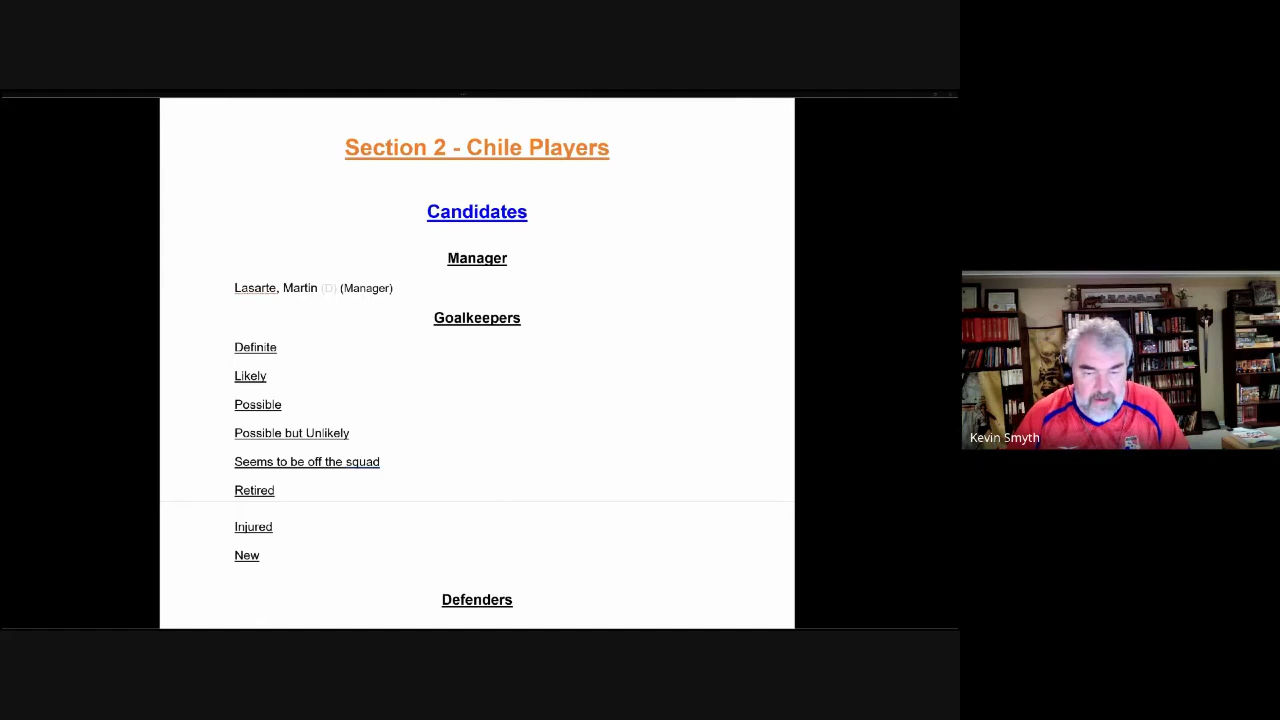 Section 2 - Chile Players
Candidates
Manager
Lasarte, Martin (D) (Manager)
Goalkeepers
Definite
Likely
Possible
Possible but Unlikely
Seems to be off the squad
Retired
Injured
New
Defenders
Kevin Smyth